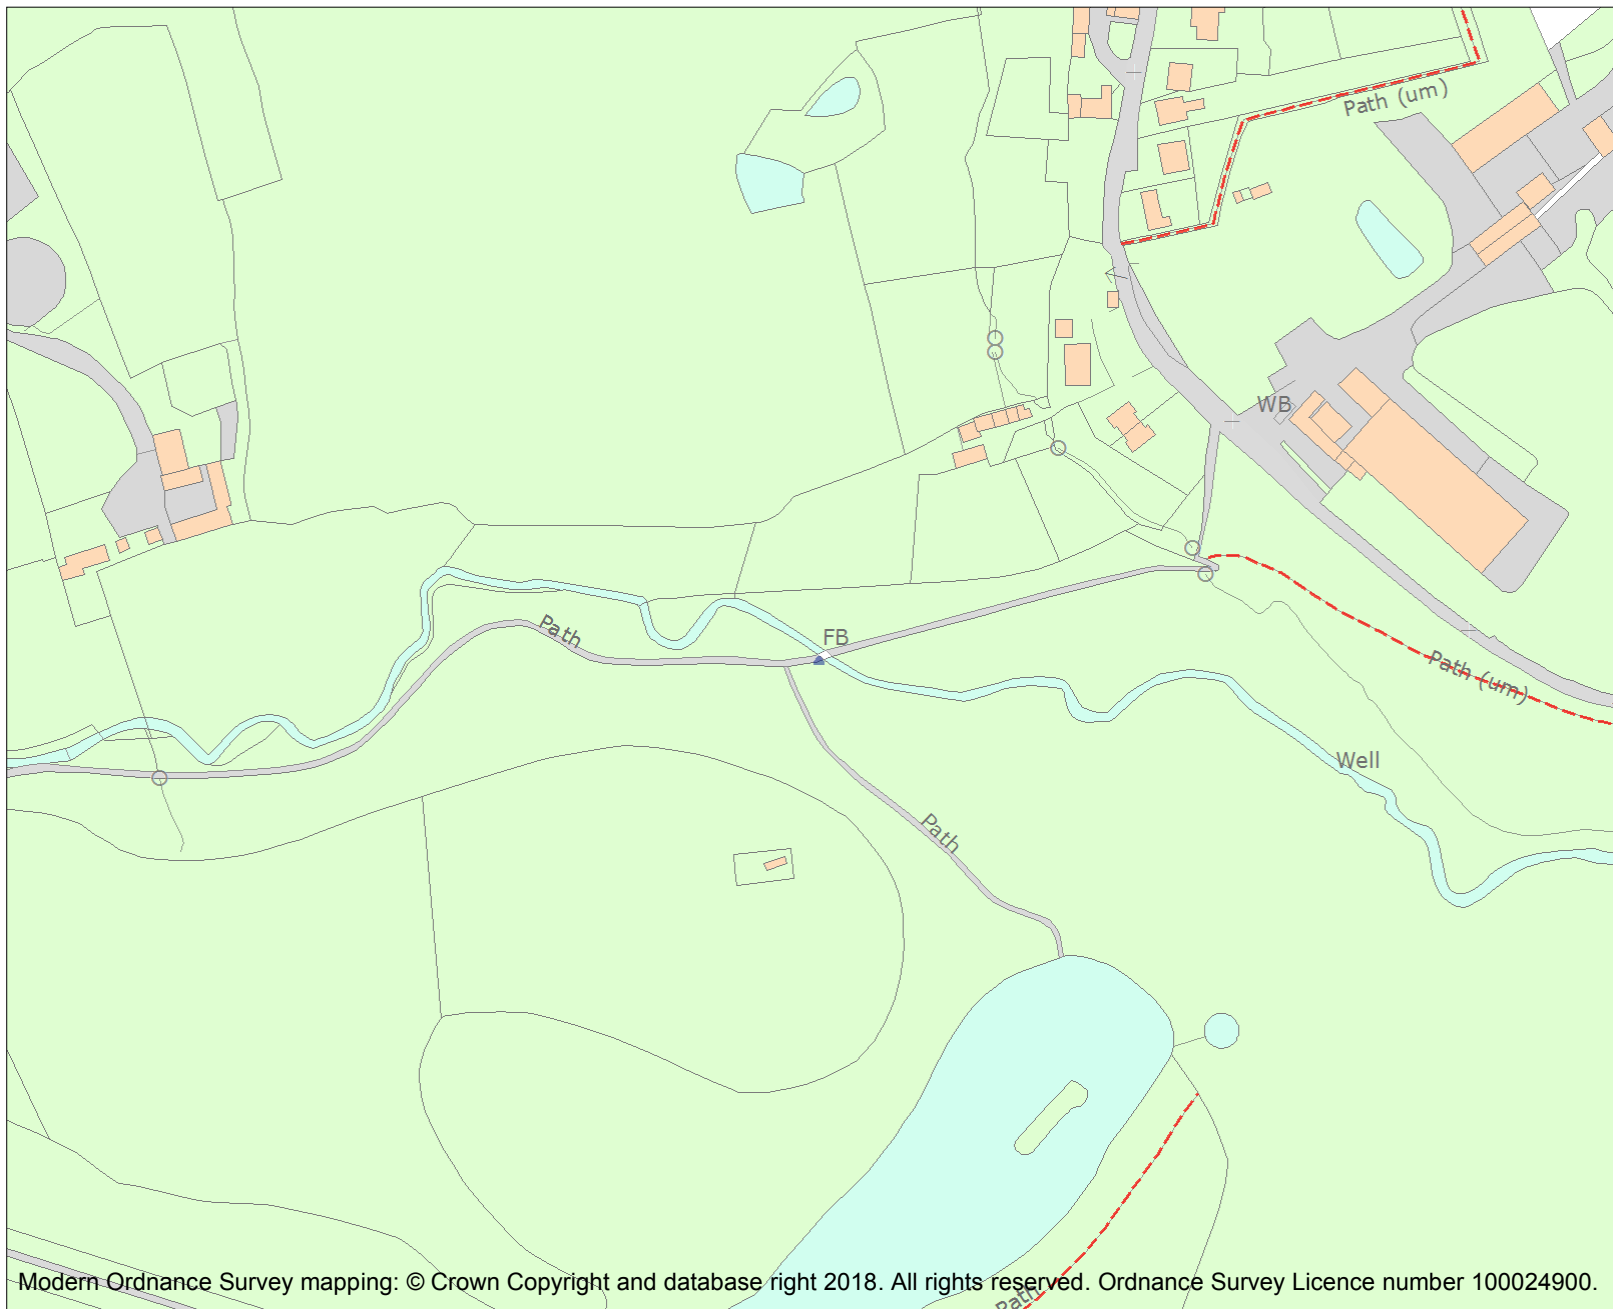 Path (um)
WB
Path
FB
Path (um)
Well
Path
Path
Modern Ordnance Survey mapping: © Crown Copyright and database right 2018. All rights reserved. Ordnance Survey Licence number 100024900.